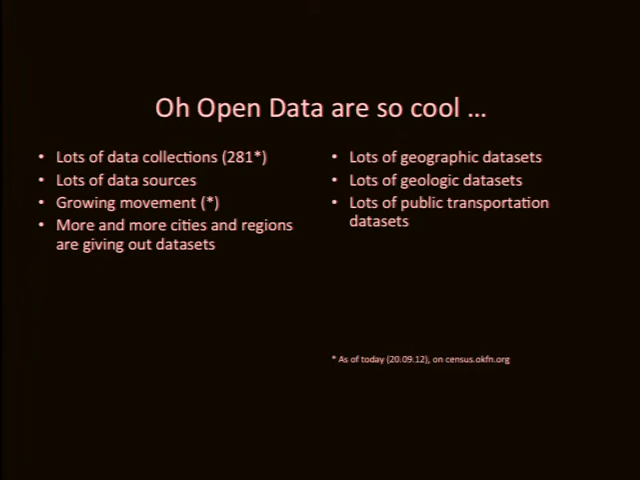 Oh Open Data are so cool ...
• Lots of data collections (281*)
• Lots of data sources
• Growing movement (*)
• More and more cities and regions
are giving out datasets
• Lots of geographic datasets
• Lots of geologic datasets
• Lots of public transportation
datasets
* As of today (20.09.12), on census.okfn.org